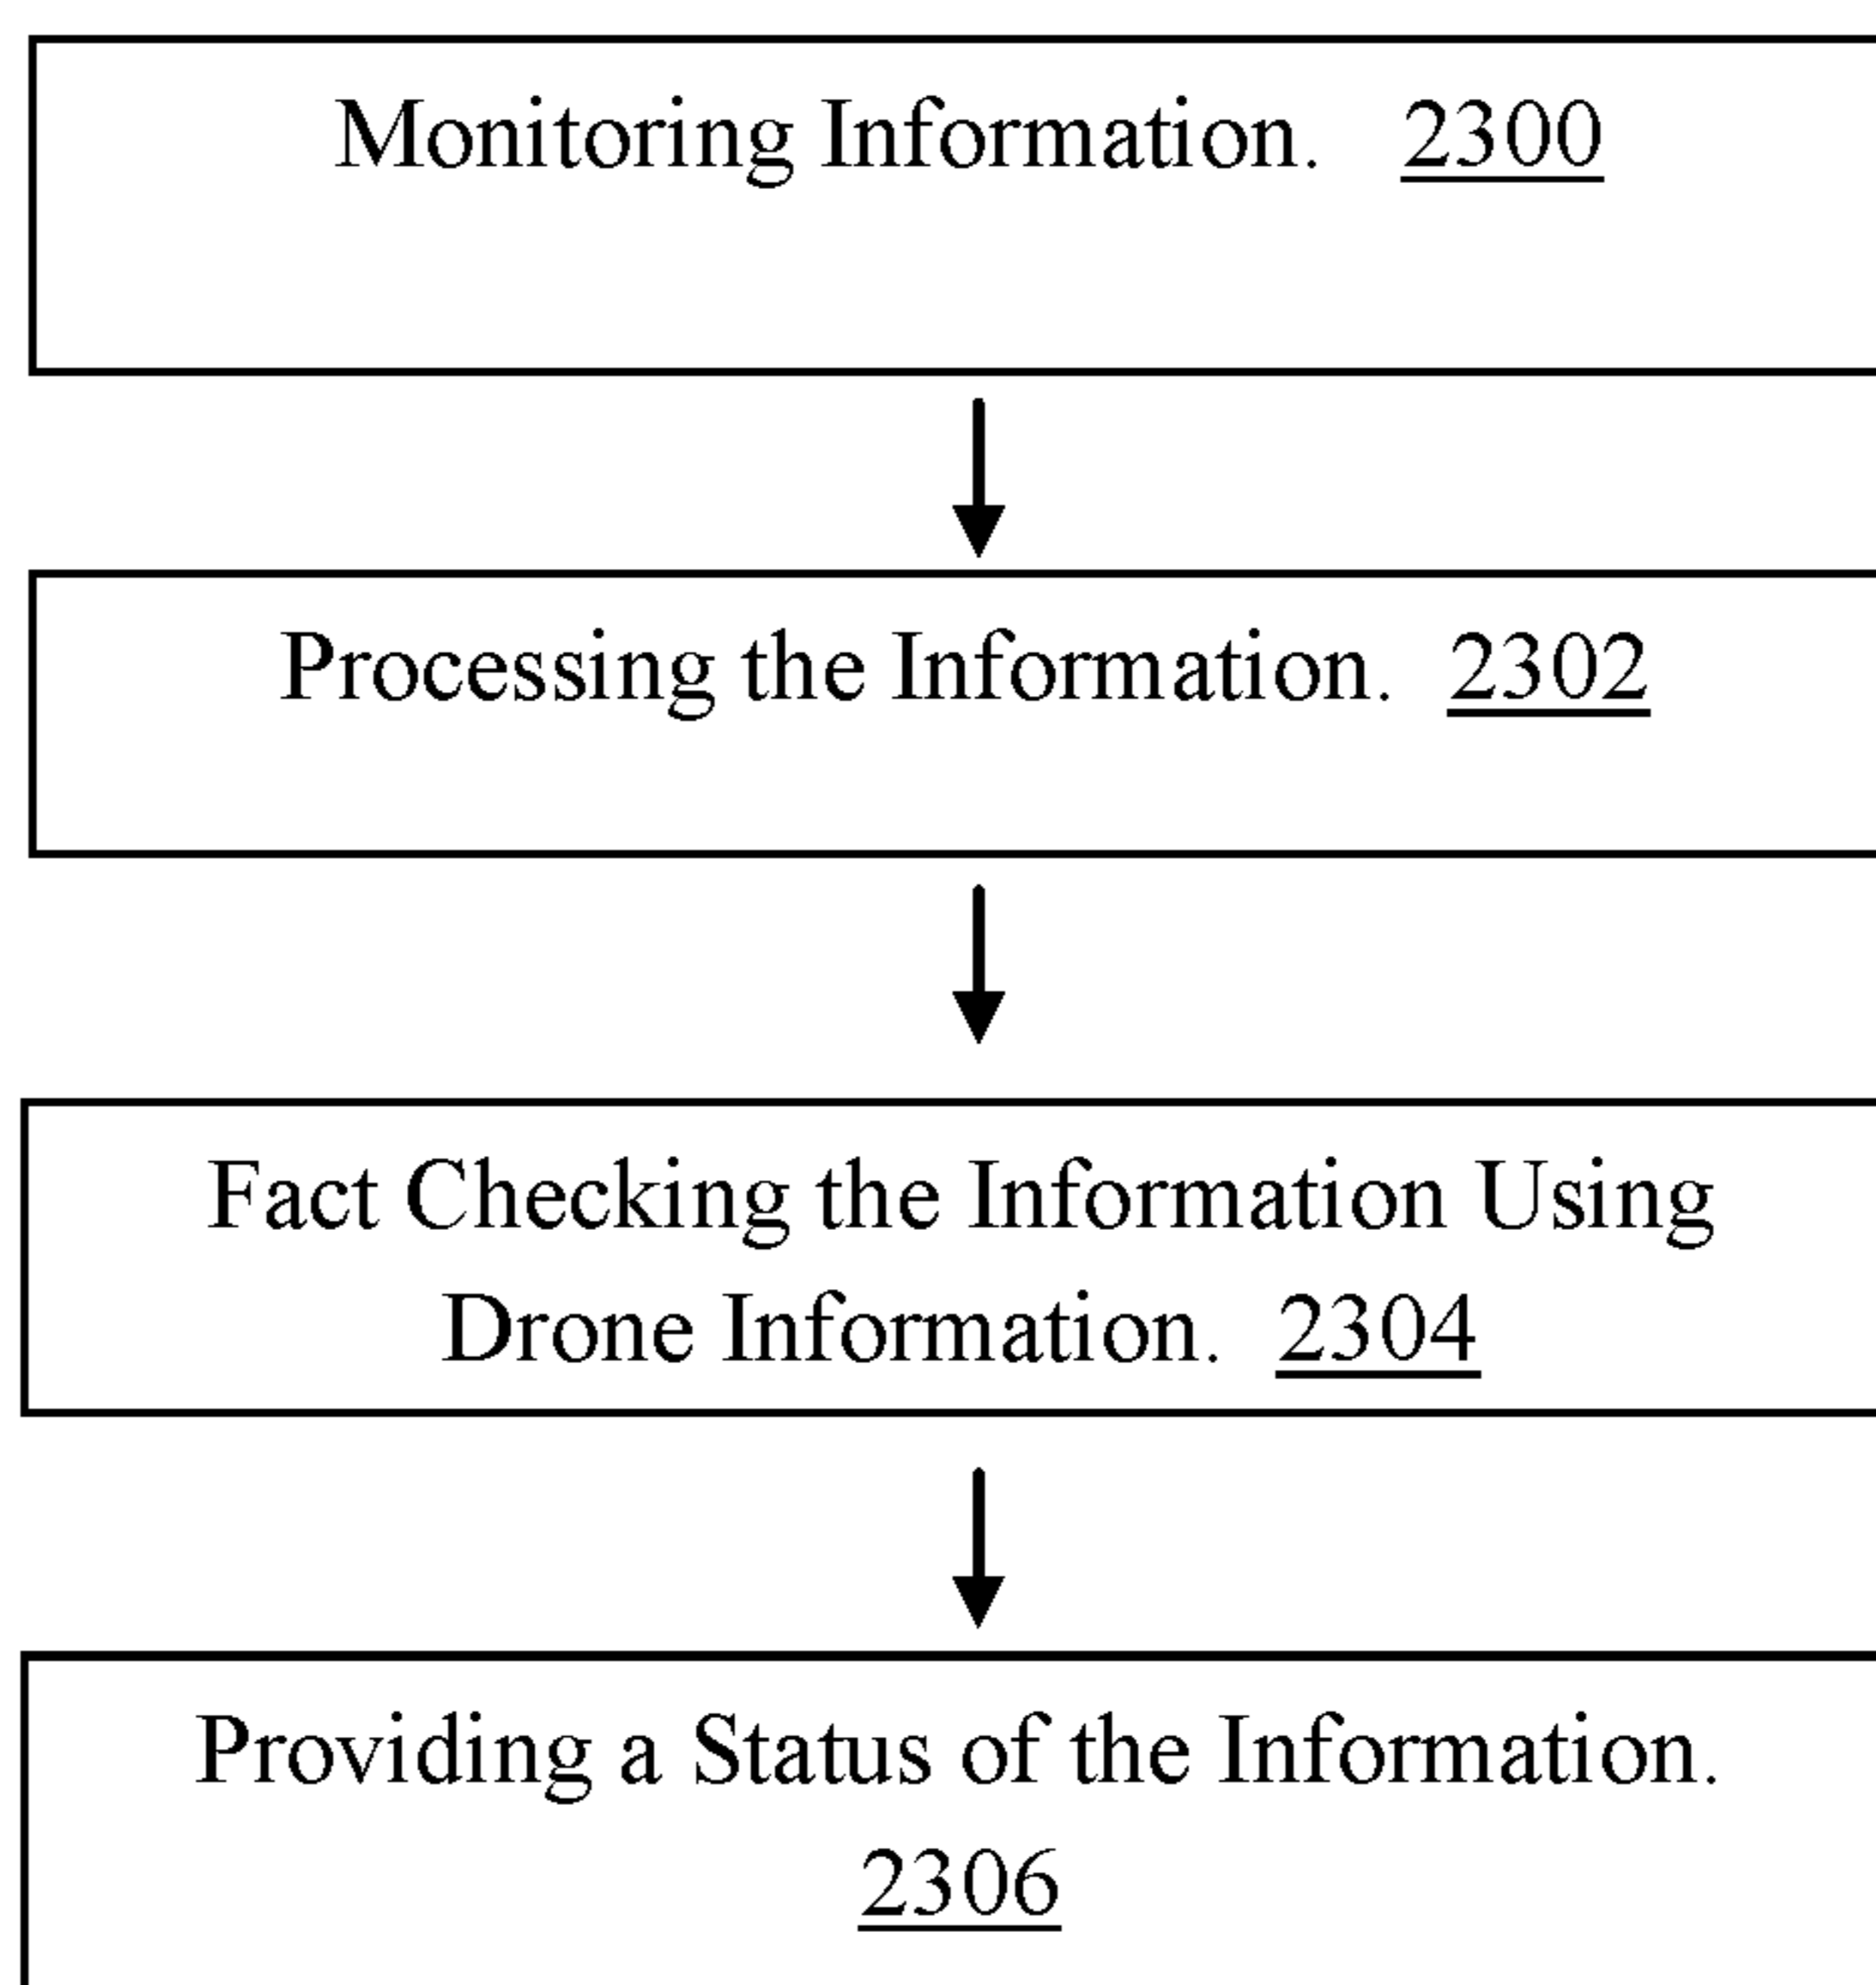 Monitoring Information. 2300
Processing the Information. 2302
Fact Checking the Information Using
Drone Information. 2304
Providing a Status of the Information.
2306